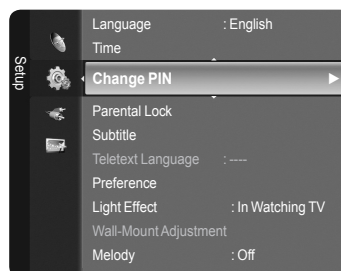 Setup
Language : English
Time
Change PIN
Parental Lock
Subtitle
Teletext Language : ----
Preference
Light Effect : In Watching TV
Wall-Mount Adjustment
Melody : Off